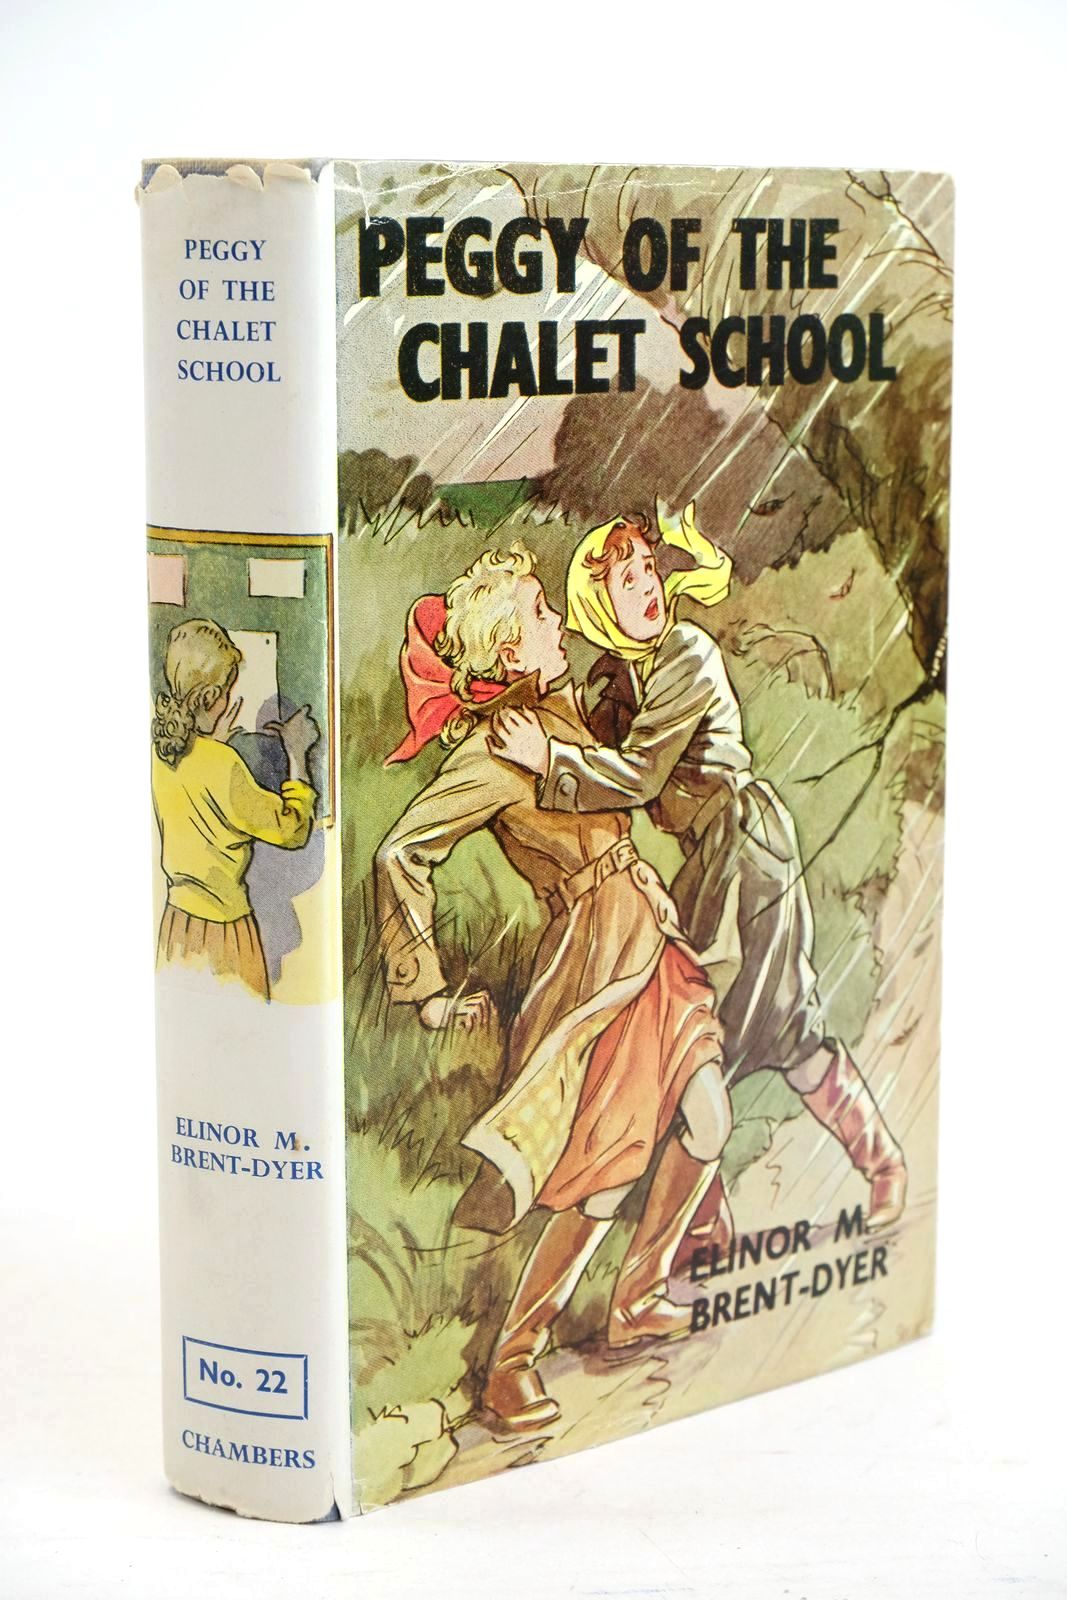 PEGGY
OF THE
CHALET
SCHOOL
ELINOR M.
BRENT-DYER
No. 22
CHAMBERS
PEGGY OF THE
CHALET SCHOOL
ELINOR M.
BRENT-DYER